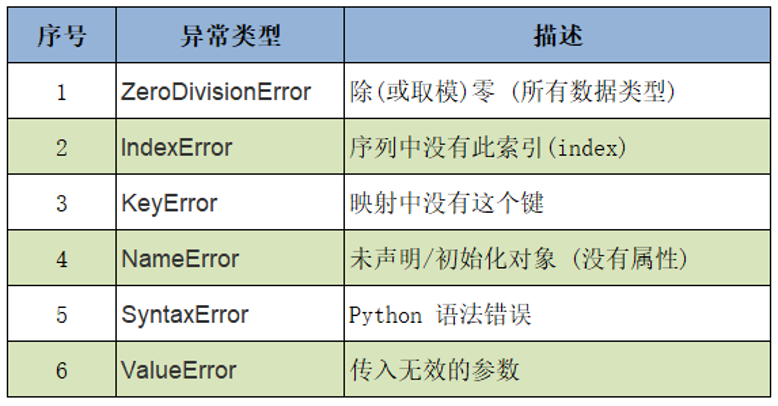 序号 异常类型 描述
1 ZeroDivisionError 除(或取模)零 (所有数据类型)
2 IndexError 序列中没有此索引(index)
3 KeyError 映射中没有这个键
4 NameError 未声明/初始化对象 (没有属性)
5 SyntaxError Python 语法错误
6 ValueError 传入无效的参数